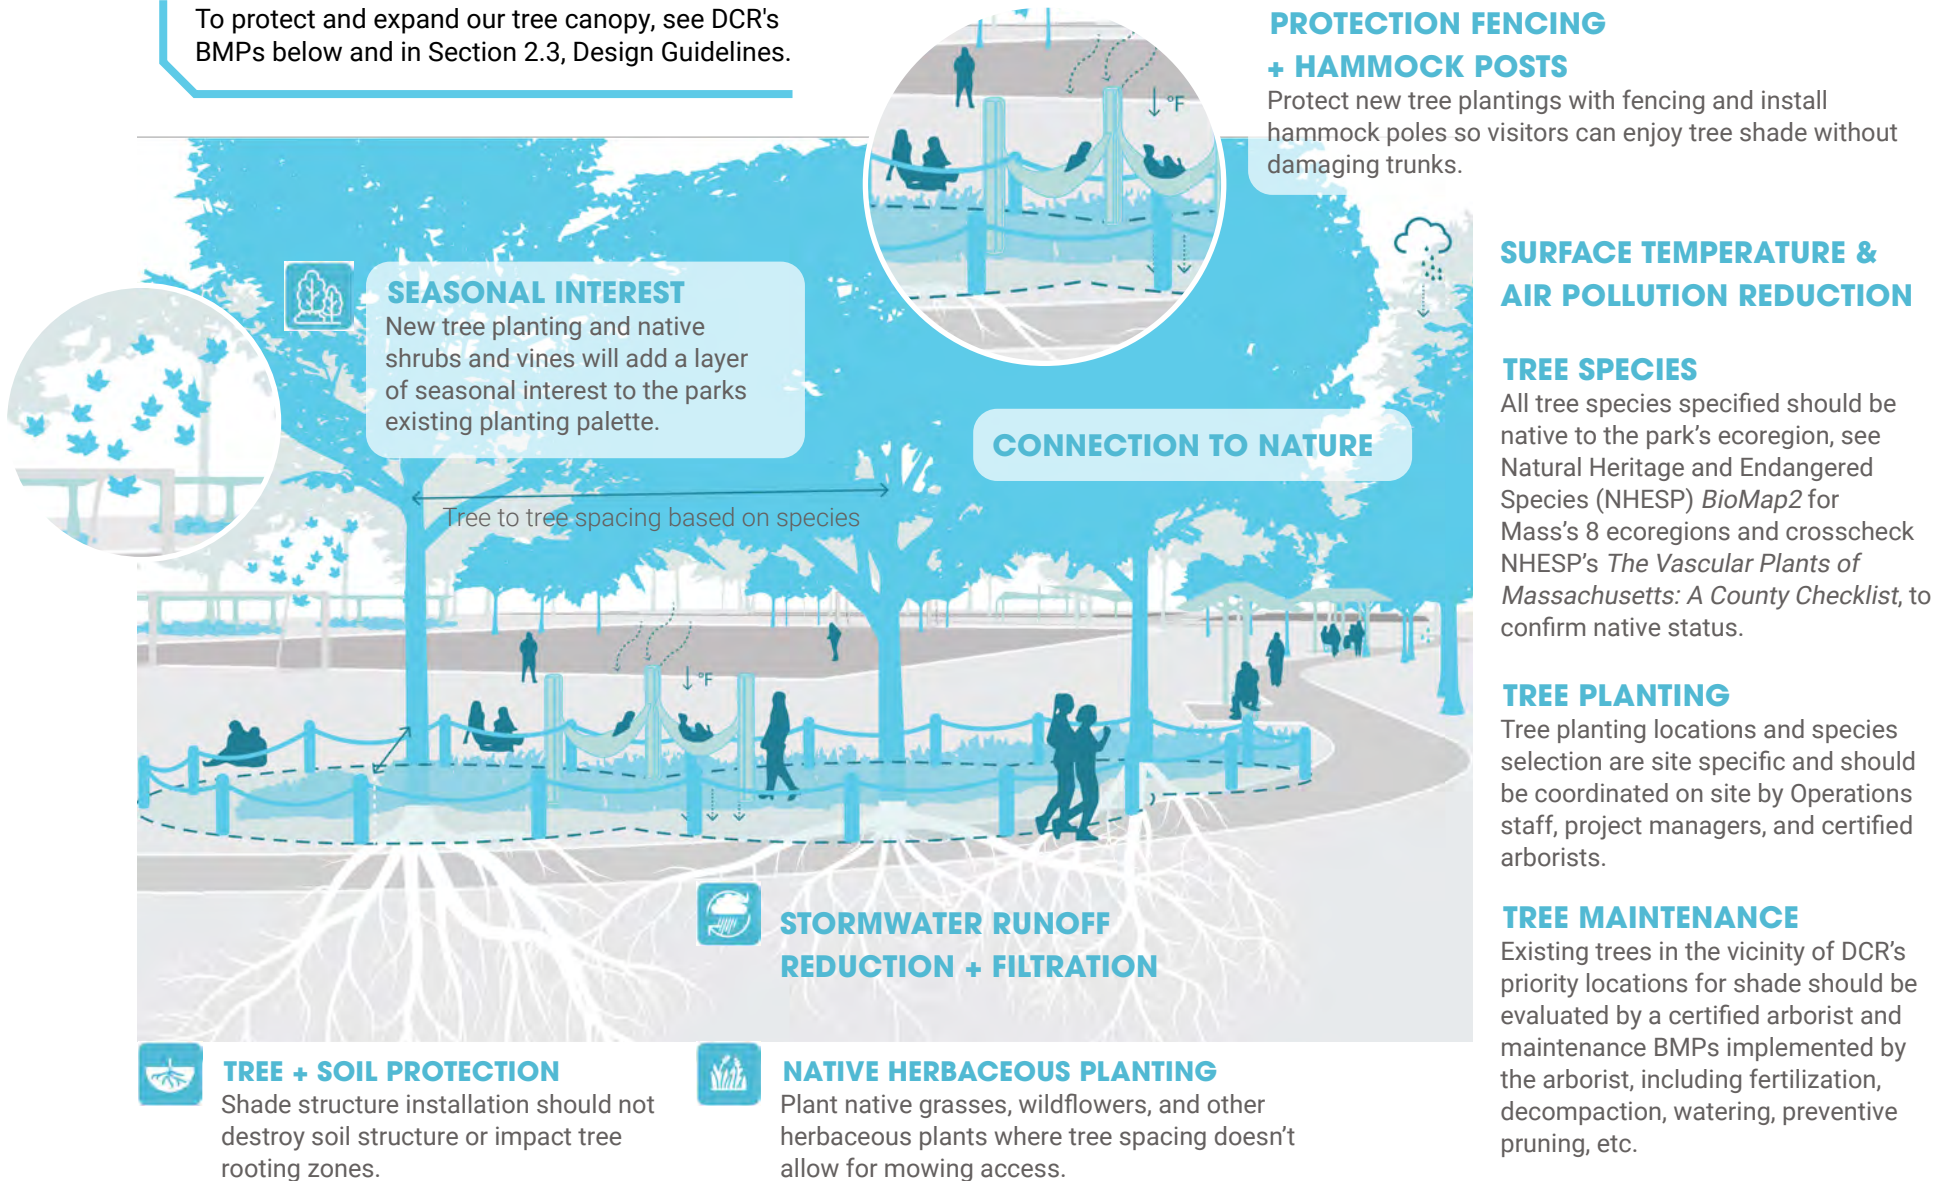 To protect and expand our tree canopy, see DCR's
BMPs below and in Section 2.3, Design Guidelines.
PROTECTION FENCING
+ HAMMOCK POSTS
Protect new tree plantings with fencing and install
hammock poles so visitors can enjoy tree shade without
damaging trunks.
°F
SEASONAL INTEREST
New tree planting and native
shrubs and vines will add a layer
of seasonal interest to the parks
existing planting palette.
CONNECTION TO NATURE
Tree to tree spacing based on species
°F
STORMWATER RUNOFF
REDUCTION + FILTRATION
TREE + SOIL PROTECTION
Shade structure installation should not
destroy soil structure or impact tree
rooting zones.
NATIVE HERBACEOUS PLANTING
Plant native grasses, wildflowers, and other
herbaceous plants where tree spacing doesn’t
allow for mowing access.
SURFACE TEMPERATURE &
AIR POLLUTION REDUCTION
TREE SPECIES
All tree species specified should be
native to the park’s ecoregion, see
Natural Heritage and Endangered
Species (NHESP) BioMap2 for
Mass’s 8 ecoregions and crosscheck
NHESP’s The Vascular Plants of
Massachusetts: A County Checklist, to
confirm native status.
TREE PLANTING
Tree planting locations and species
selection are site specific and should
be coordinated on site by Operations
staff, project managers, and certified
arborists.
TREE MAINTENANCE
Existing trees in the vicinity of DCR’s
priority locations for shade should be
evaluated by a certified arborist and
maintenance BMPs implemented by
the arborist, including fertilization,
decompaction, watering, preventive
pruning, etc.